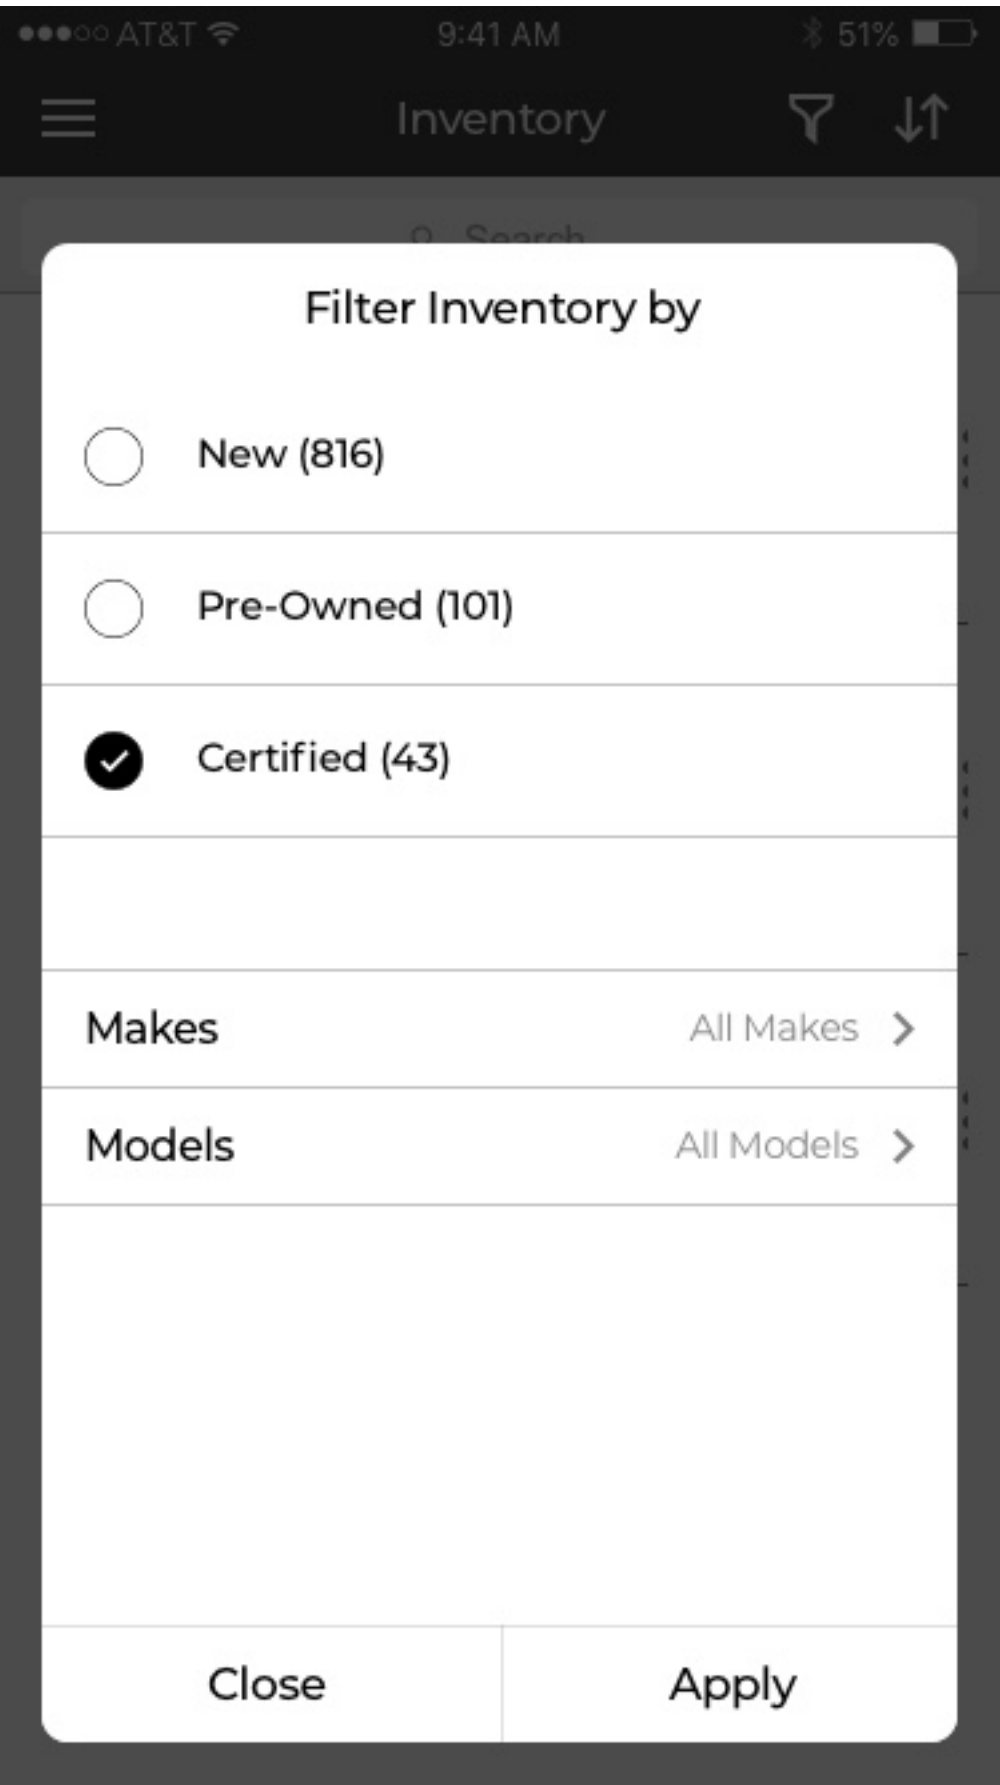 AT&T 9:41 AM 51%
Inventory
Search
Filter Inventory by
New (816)
Pre-Owned (101)
Certified (43)
Makes All Makes
Models All Models
Close Apply